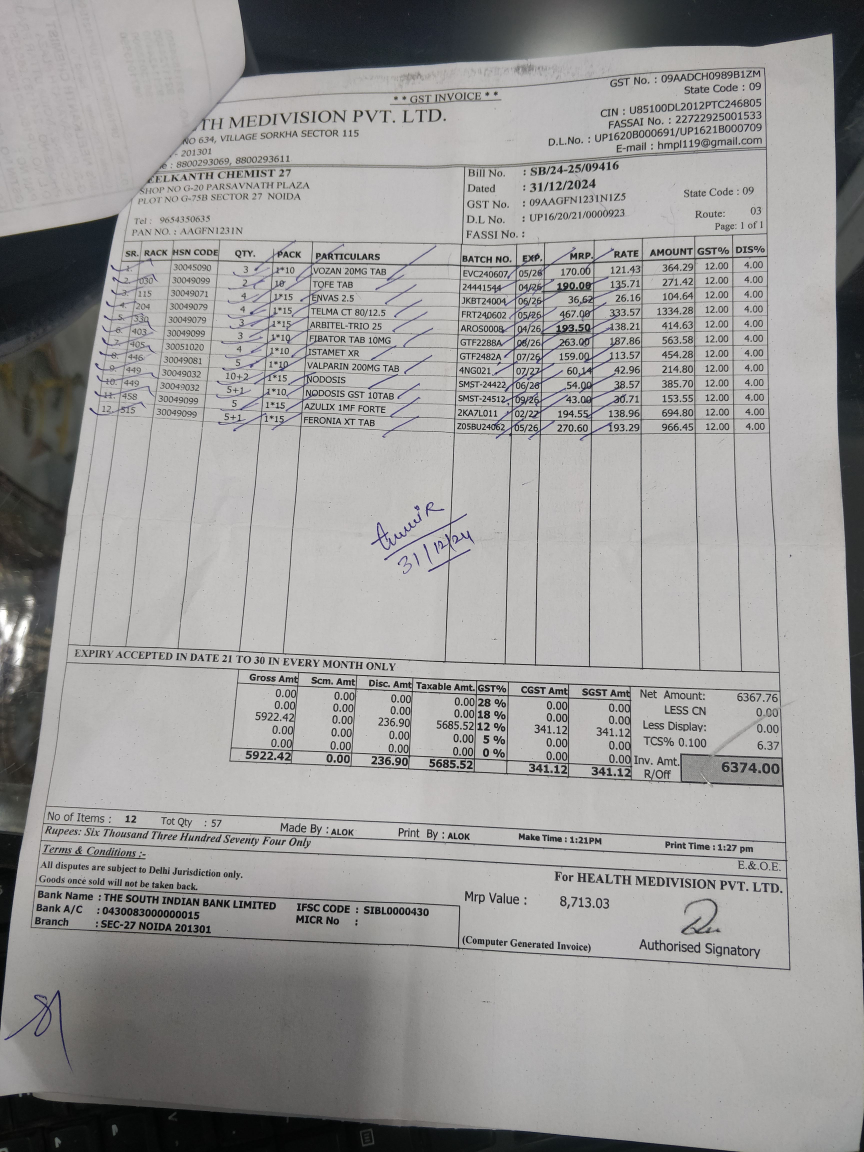 * * GST INVOICE * *
GST No. : 09AADCH0989B1ZM
State Code : 09
TH MEDIVISION PVT. LTD.
CIN : U85100DL2012PTC246805
NO 634, VILLAGE SORKHA SECTOR 115
FASSAI No. : 22722925001533
- 201301
D.L.No. : UP1620B000691/UP1621B000709
: 8800293069, 8800293611
E-mail : hmpl119@gmail.com
EELKANTH CHEMIST 27
SHOP NO G-20 PARSAVNATH PLAZA
PLOT NO G-75B SECTOR 27 NOIDA
Tel : 9654350635
PAN NO. : AAGFN1231N
Bill No. : SB/24-25/09416
Dated : 31/12/2024
GST No. : 09AAGFN1231N1Z5 State Code : 09
D.L No. : UP16/20/21/0000923 Route: 03
FASSI No. : Page: 1 of 1
SR. RACK HSN CODE QTY. PACK PARTICULARS BATCH NO. EXP. MRP. RATE AMOUNT GST% DIS%
1. 30045090 3 1*10 VOZAN 20MG TAB EVC240607 05/26 170.00 121.43 364.29 12.00 4.00
2. 030 30049099 2 10 TOFE TAB 24441544 04/26 190.00 135.71 271.42 12.00 4.00
3. 115 30049071 4 1*15 ENVAS 2.5 JKBT24004 06/26 36.62 26.16 104.64 12.00 4.00
4. 204 30049079 4 1*15 TELMA CT 80/12.5 FRT240602 05/26 467.00 333.57 1334.28 12.00 4.00
5. 330 30049079 3 1*15 ARBITEL-TRIO 25 AROS0008 04/26 193.50 138.21 414.63 12.00 4.00
6. 403 30049099 3 1*10 FIBATOR TAB 10MG GTF2288A 06/26 263.00 187.86 563.58 12.00 4.00
7. 405 30051020 4 1*10 ISTAMET XR GTF2482A 07/26 159.00 113.57 454.28 12.00 4.00
8. 446 30049081 5 1*10 VALPARIN 200MG TAB 4NG021 07/27 60.14 42.96 214.80 12.00 4.00
9. 449 30049032 10+2 1*15 NODOSIS SMST-24422 06/26 54.00 38.57 385.70 12.00 4.00
10. 449 30049032 5+1 1*10 NODOSIS GST 10TAB SMST-24512 09/26 43.00 30.71 153.55 12.00 4.00
11. 458 30049099 5 1*15 AZULIX 1MF FORTE 2KA7L011 02/27 194.55 138.96 694.80 12.00 4.00
12. 515 30049099 5+1 1*15 FERONIA XT TAB Z05BU24062 05/26 270.60 193.29 966.45 12.00 4.00
31/12/24
EXPIRY ACCEPTED IN DATE 21 TO 30 IN EVERY MONTH ONLY
Gross Amt Scm. Amt Disc. Amt Taxable Amt. GST% CGST Amt SGST Amt
0.00 0.00 0.00 0.00 28 % 0.00 0.00
0.00 0.00 0.00 0.00 18 % 0.00 0.00
5922.42 0.00 236.90 5685.52 12 % 341.12 341.12
0.00 0.00 0.00 0.00 5 % 0.00 0.00
0.00 0.00 0.00 0.00 0 % 0.00 0.00
5922.42 0.00 236.90 5685.52 341.12 341.12
Net Amount: 6367.76
LESS CN 0.00
Less Display: 0.00
TCS% 0.100 6.37
Inv. Amt. 6374.00
R/Off
No of Items : 12 Tot Qty : 57 Made By : ALOK Print By : ALOK Make Time : 1:21PM Print Time : 1:27 pm
Rupees: Six Thousand Three Hundred Seventy Four Only
E.&.O.E.
Terms & Conditions ;-
All disputes are subject to Delhi Jurisdiction only.
Goods once sold will not be taken back.
For HEALTH MEDIVISION PVT. LTD.
Bank Name : THE SOUTH INDIAN BANK LIMITED IFSC CODE : SIBL0000430
Bank A/C : 0430083000000015 MICR No :
Branch : SEC-27 NOIDA 201301
Mrp Value : 8,713.03
(Computer Generated Invoice)
Authorised Signatory